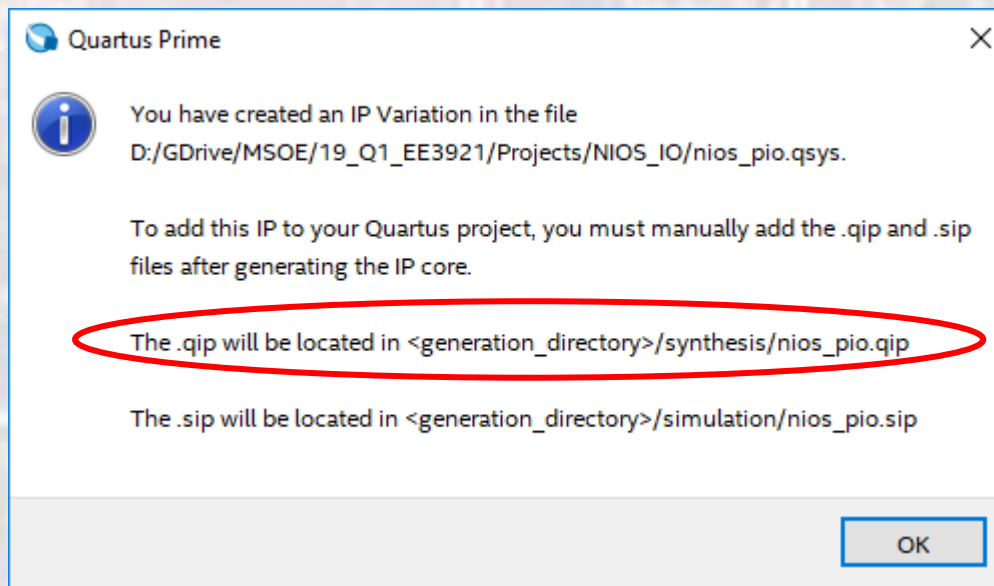 Quartus Prime
You have created an IP Variation in the file
D:/GDrive/MSOE/19_Q1_EE3921/Projects/NIOS_IO/nios_pio.qsys.
To add this IP to your Quartus project, you must manually add the .qip and .sip
files after generating the IP core.
The .qip will be located in <generation_directory>/synthesis/nios_pio.qip
The .sip will be located in <generation_directory>/simulation/nios_pio.sip
OK